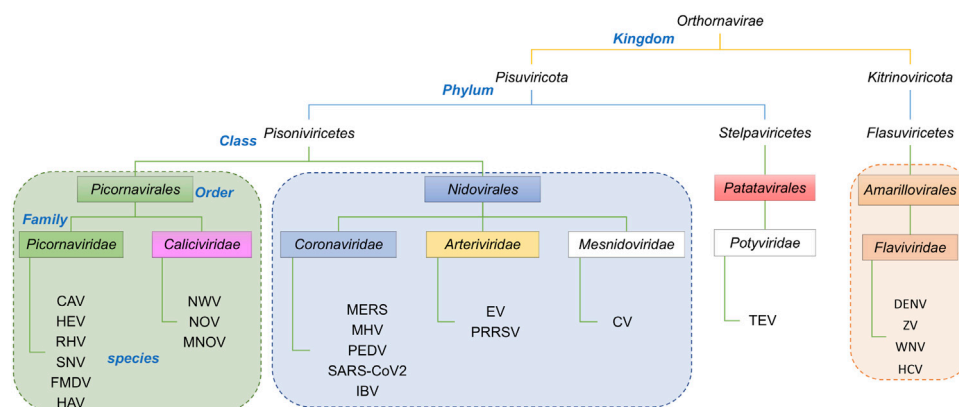 Orthornavirae
Kingdom
Pisuviricota
Kitrinoviricota
Phylum
Pisoniviricetes
Stelpaviricetes
Flasuviricetes
Class
Picornavirales
Order
Nidovirales
Patatavirales
Amarillovirales
Family
Picornaviridae
Caliciviridae
Coronaviridae
Arteriviridae
Mesnidoviridae
Potyviridae
Flaviviridae
CAV
HEV
RHV
SNV
FMDV
HAV
species
NWV
NOV
MNOV
MERS
MHV
PEDV
SARS-CoV2
IBV
EV
PRRSV
CV
TEV
DENV
ZV
WNV
HCV